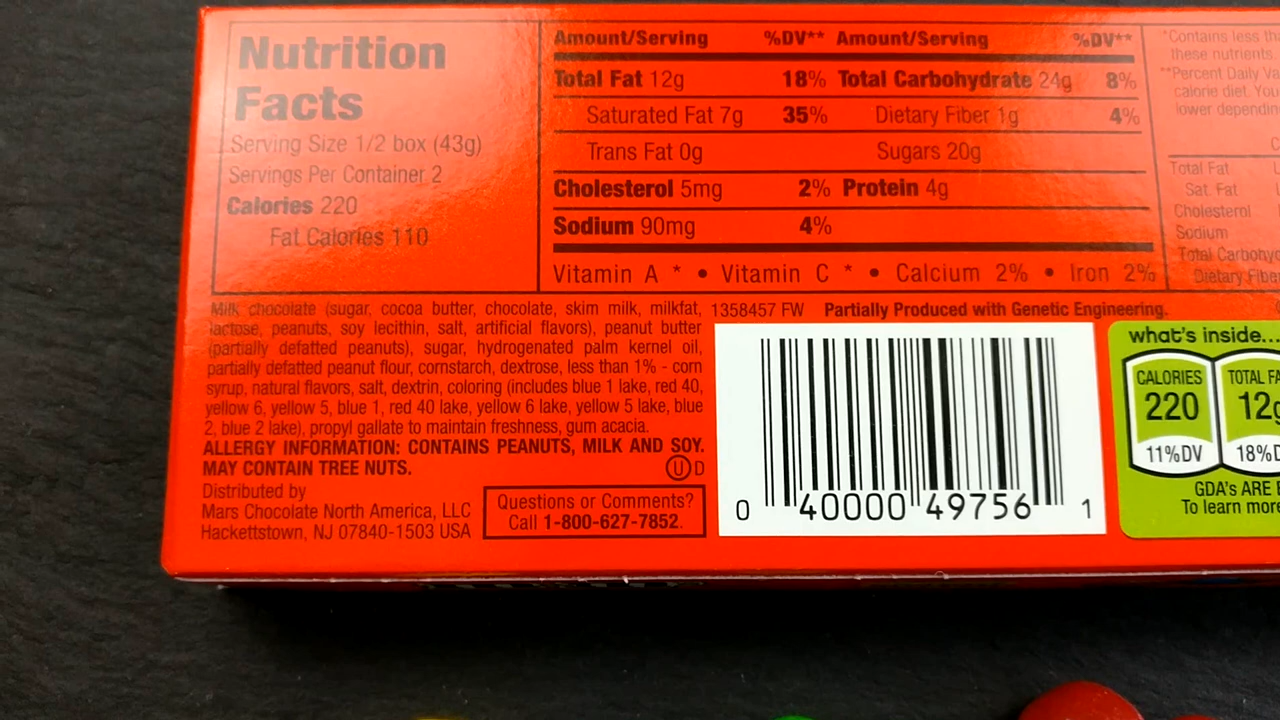 Nutrition
Facts
Serving Size 1/2 box (43g)
Servings Per Container 2
Calories 220
Fat Calories 110
Amount/Serving %DV** Amount/Serving %DV**
Total Fat 12g 18% Total Carbohydrate 24g 8%
Saturated Fat 7g 35% Dietary Fiber 1g 4%
Trans Fat 0g Sugars 20g
Cholesterol 5mg 2% Protein 4g
Sodium 90mg 4%
Vitamin A * • Vitamin C * • Calcium 2% • Iron 2%
*Contains less
these nutrients.
**Percent Daily
calorie diet. You
lower
Total Fat
Sat. Fat
Cholesterol
Sodium
Total
Dietary
Milk chocolate (sugar, cocoa butter, chocolate, skim milk, milkfat,
lactose, peanuts, soy lecithin, salt, artificial flavors), peanut butter
(partially defatted peanuts), sugar, hydrogenated palm kernel oil,
partially defatted peanut flour, cornstarch, dextrose, less than 1% - corn
syrup, natural flavors, salt, dextrin, coloring (includes blue 1 lake, red 40,
yellow 6, yellow 5, blue 1, red 40 lake, yellow 6 lake, yellow 5 lake, blue
2, blue 2 lake), propyl gallate to maintain freshness, gum acacia.
ALLERGY INFORMATION: CONTAINS PEANUTS, MILK AND SOY.
MAY CONTAIN TREE NUTS.
U D
Distributed by
Mars Chocolate North America, LLC
Hackettstown, NJ 07840-1503 USA
Questions or Comments?
Call 1-800-627-7852.
1358457 FW Partially Produced with Genetic Engineering.
0 40000 49756 1
what's inside...
CALORIES
220
11%DV
TOTAL
12g
18%
GDA's ARE
To learn more